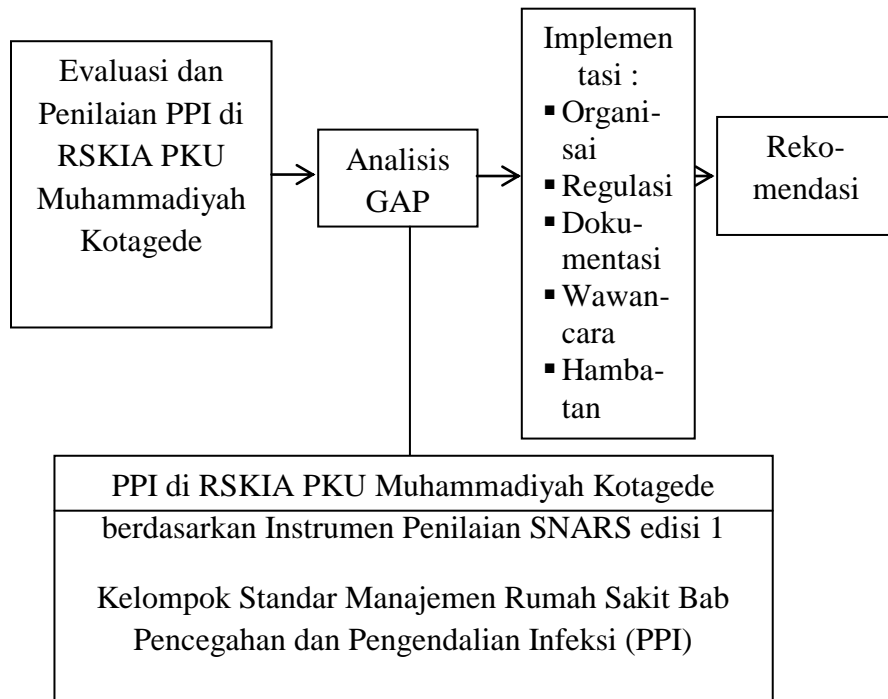 Evaluasi dan
Penilaian PPI di
RSKIA PKU
Muhammadiyah
Kotagede
Analisis
GAP
Implemen
tasi :
▪ Organi-
sai
▪ Regulasi
▪ Doku-
mentasi
▪ Wawan-
cara
▪ Hamba-
tan
Reko-
mendasi
PPI di RSKIA PKU Muhammadiyah Kotagede
berdasarkan Instrumen Penilaian SNARS edisi 1
Kelompok Standar Manajemen Rumah Sakit Bab
Pencegahan dan Pengendalian Infeksi (PPI)